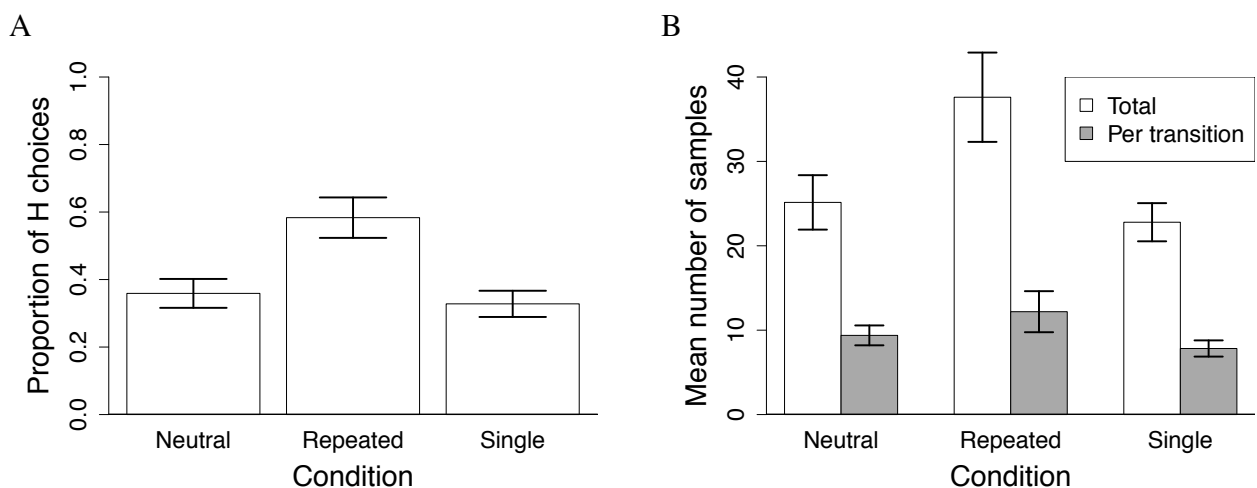 A
Proportion of H choices
1.0
0.8
0.6
0.4
0.2
0.0
Neutral Repeated Single
Condition
B
Mean number of samples
40
30
20
10
0
Total
Per transition
Neutral Repeated Single
Condition